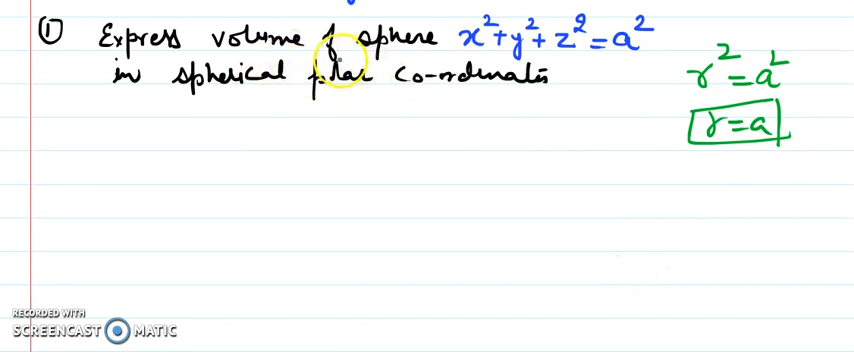 ① Express volume of sphere x²+y²+z²=a²
in spherical polar co-ordinates
r²=a²
r=a
RECORDED WITH
SCREENCAST MATIC